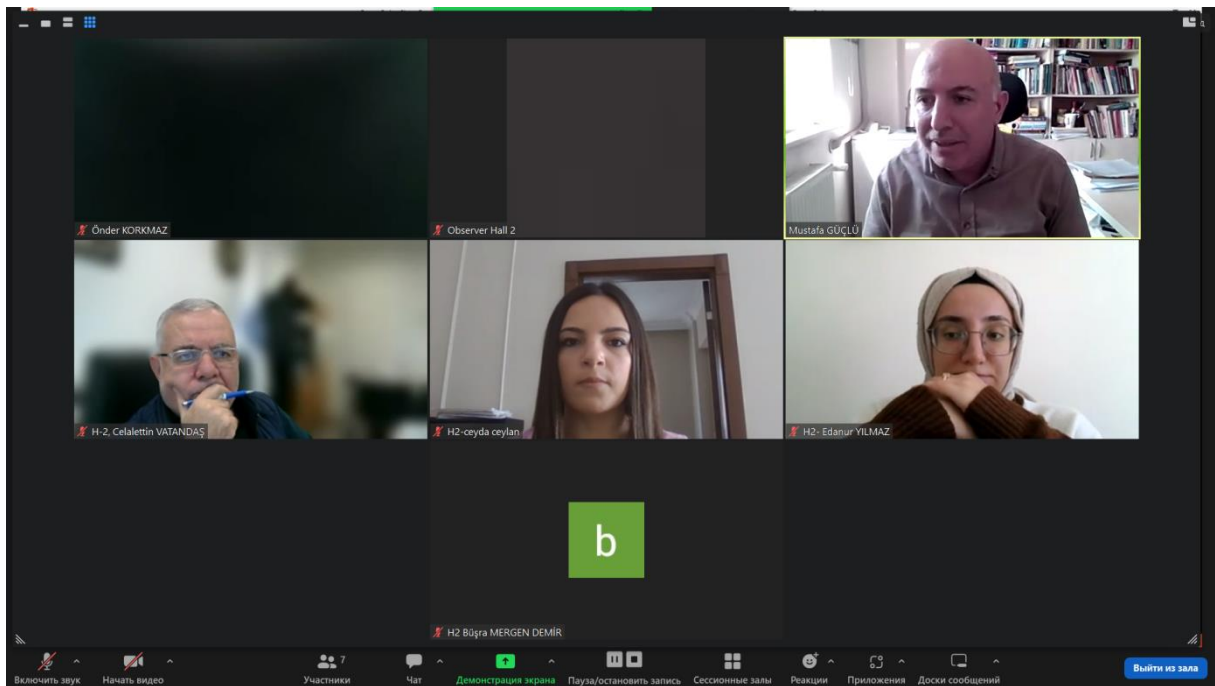 Önder KORKMAZ
Observer Hall 2
Mustafa GÜÇLÜ
H-2, Celalettin VATANDAŞ
H2-ceyda ceylan
H2- Edanur YILMAZ
b
H2 Büşra MERGEN DEMİR
7
Включить звук
Начать видео
Участники
Чат
Демонстрация экрана
Пауза/остановить запись
Сессионные залы
Реакции
Приложения
Доски сообщений
Выйти из зала